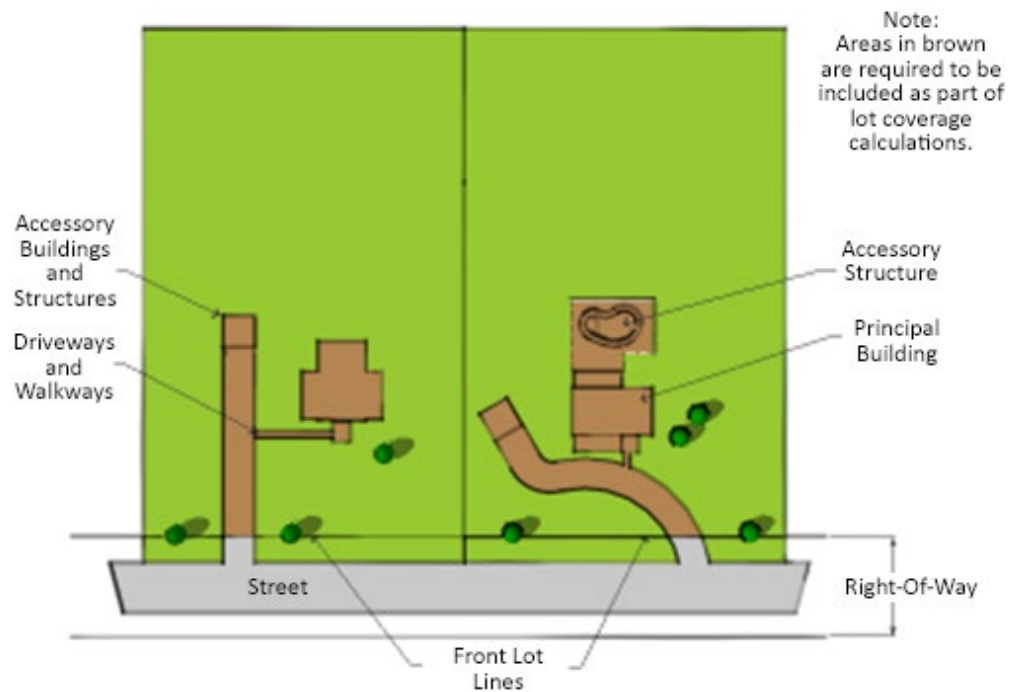 Note:
Areas in brown
are required to be
included as part of
lot coverage
calculations.
Accessory
Buildings
and
Structures
Accessory
Structure
Driveways
and
Walkways
Principal
Building
Street
Right-Of-Way
Front Lot
Lines